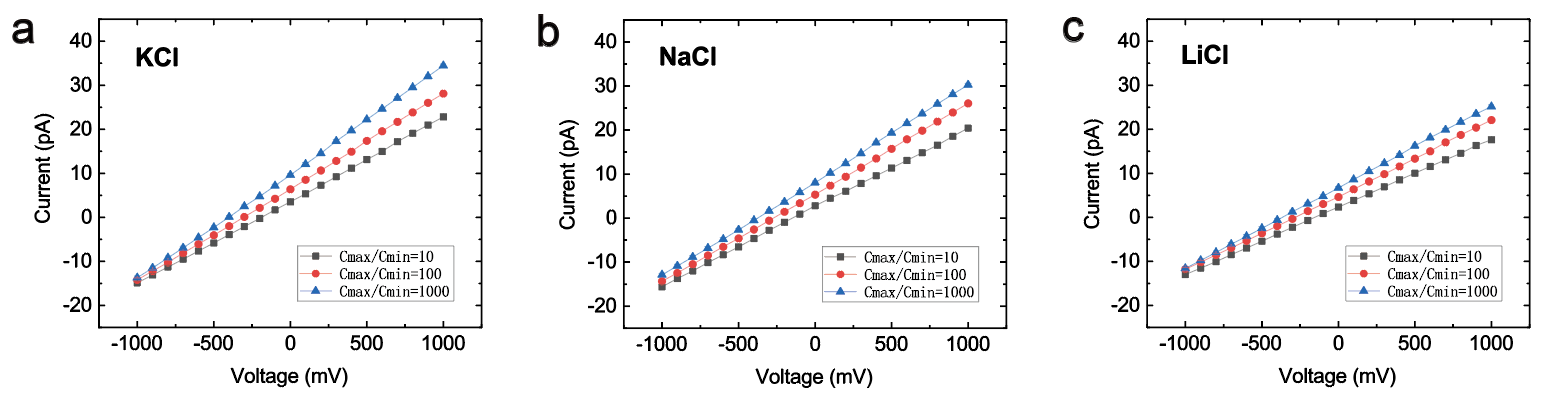 a
KCl
40
30
20
10
0
-10
-20
Current (pA)
-1000
-500
0
500
1000
Voltage (mV)
Cmax/Cmin=10
Cmax/Cmin=100
Cmax/Cmin=1000
b
NaCl
40
30
20
10
0
-10
-20
Current (pA)
-1000
-500
0
500
1000
Voltage (mV)
Cmax/Cmin=10
Cmax/Cmin=100
Cmax/Cmin=1000
c
LiCl
40
30
20
10
0
-10
-20
Current (pA)
-1000
-500
0
500
1000
Voltage (mV)
Cmax/Cmin=10
Cmax/Cmin=100
Cmax/Cmin=1000